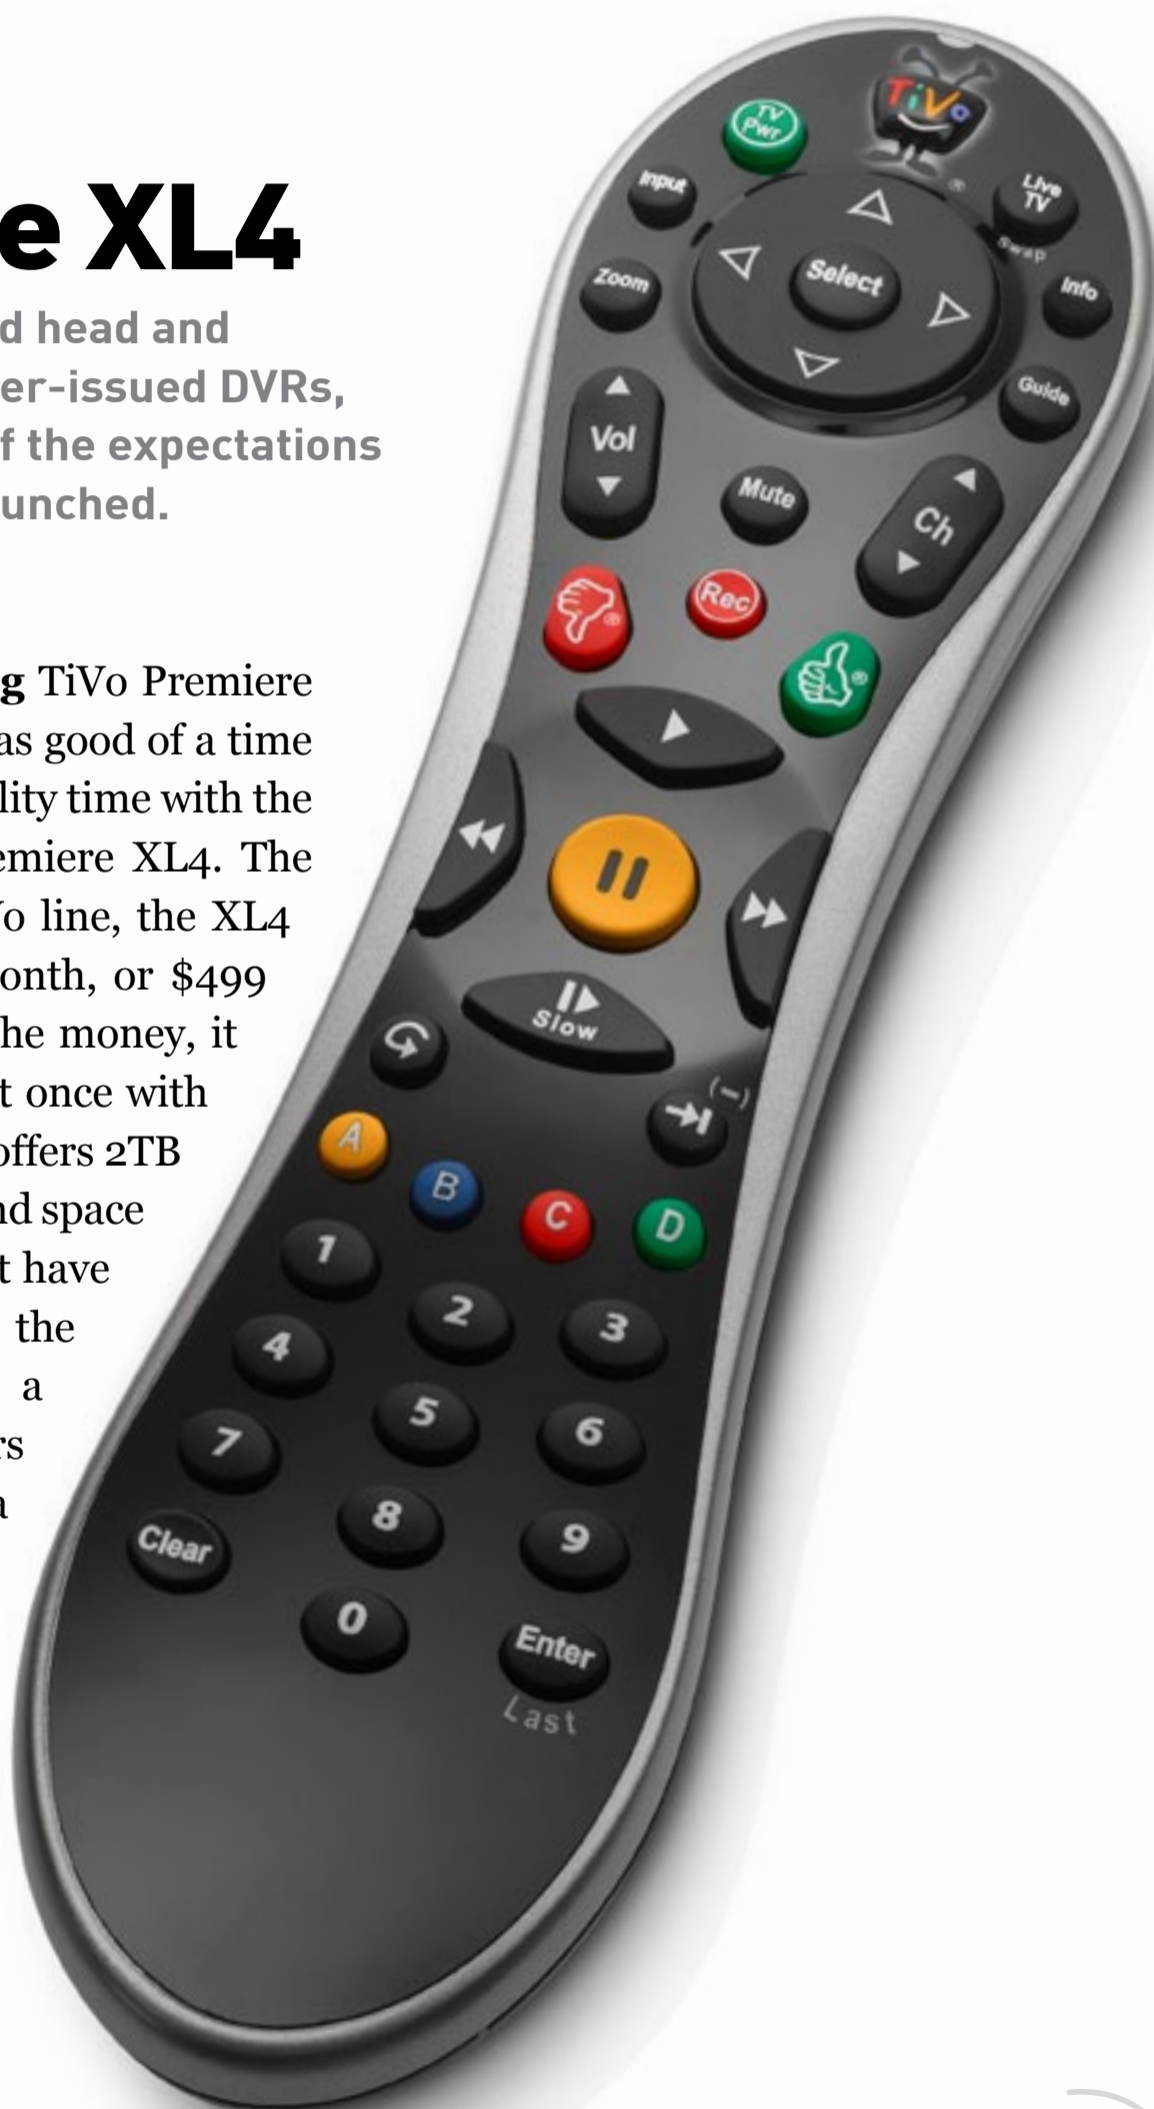 e XL4
d head and
er-issued DVRs,
f the expectations
unched.
g TiVo Premiere
as good of a time
lity time with the
emiere XL4. The
o line, the XL4
onth, or $499
he money, it
t once with
offers 2TB
nd space
t have
the
a
rs
a
TiVo
TV
Pwr
Input
Live
TV
swap
Zoom
Select
Info
Guide
Vol
Mute
Ch
Rec
Slow
A
B
C
D
1
2
3
4
5
6
7
8
9
Clear
0
Enter
Last